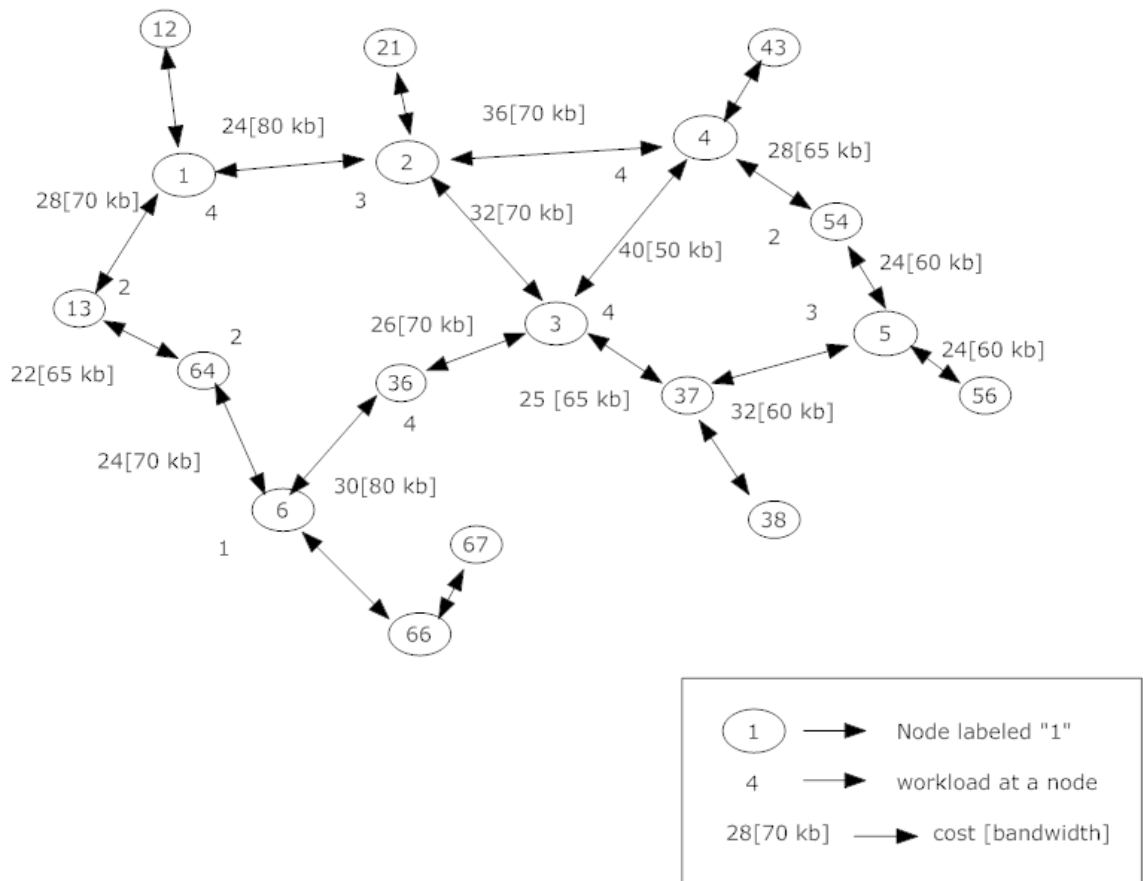 12
21
43
24[80 kb]
36[70 kb]
1
2
4
28[65 kb]
28[70 kb]
4
3
32[70 kb]
4
54
2
40[50 kb]
24[60 kb]
13
2
2
26[70 kb]
3
4
3
5
22[65 kb]
64
36
4
25 [65 kb]
37
32[60 kb]
24[60 kb]
56
24[70 kb]
30[80 kb]
6
1
67
38
66
1
Node labeled "1"
4
workload at a node
28[70 kb]
cost [bandwidth]